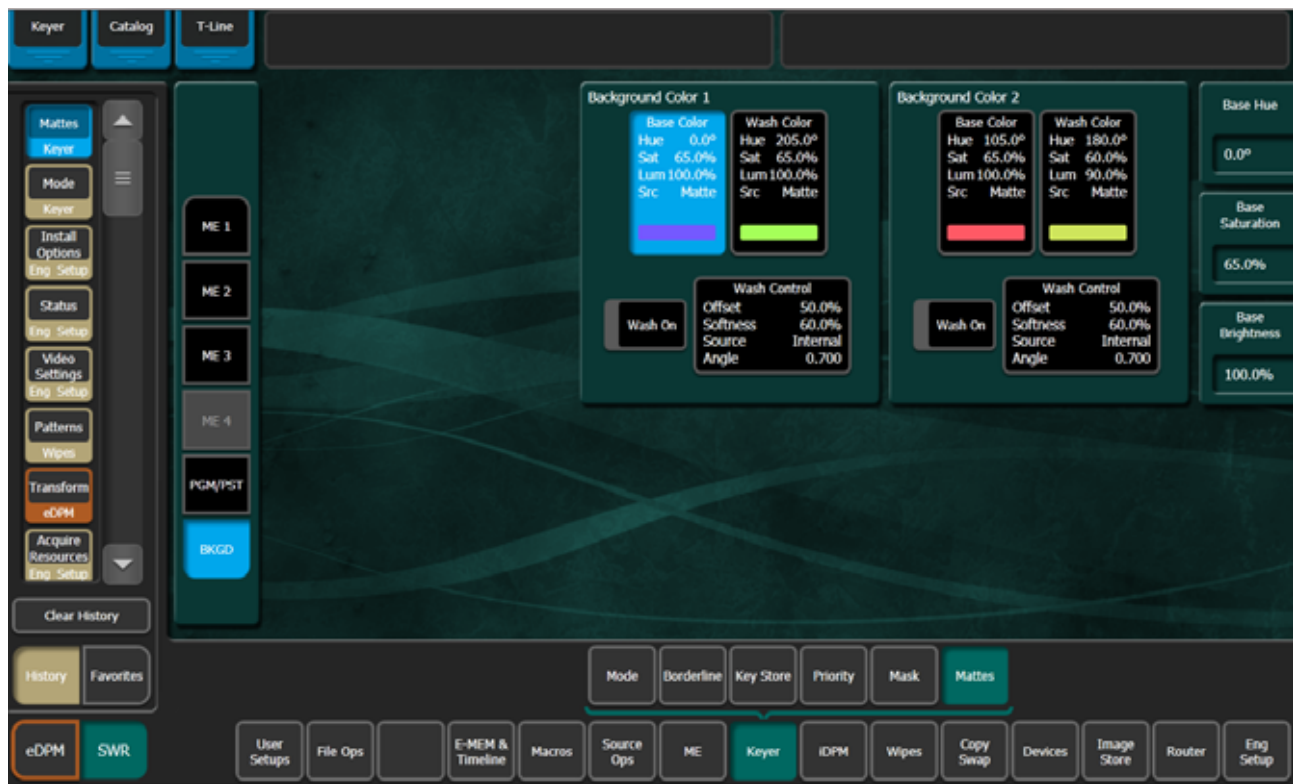 Keyer
Catalog
T-Line
Mattes
Keyer
Mode
Keyer
Install
Options
Eng Setup
Status
Eng Setup
Video
Settings
Eng Setup
Patterns
Wipes
Transform
eDPM
Acquire
Resources
Eng Setup
Clear History
History
Favorites
eDPM
SWR
ME 1
ME 2
ME 3
ME 4
PGM/PST
BKGD
Background Color 1
Base Color
Hue 0.0º
Sat 65.0%
Lum 100.0%
Src Matte
Wash Color
Hue 205.0º
Sat 65.0%
Lum 100.0%
Src Matte
Wash On
Wash Control
Offset 50.0%
Softness 60.0%
Source Internal
Angle 0.700
Background Color 2
Base Color
Hue 105.0º
Sat 65.0%
Lum 100.0%
Src Matte
Wash Color
Hue 180.0º
Sat 60.0%
Lum 90.0%
Src Matte
Wash On
Wash Control
Offset 50.0%
Softness 60.0%
Source Internal
Angle 0.700
Base Hue
0.0º
Base
Saturation
65.0%
Base
Brightness
100.0%
Mode
Borderline
Key Store
Priority
Mask
Mattes
User
Setups
File Ops
E-MEM &
Timeline
Macros
Source
Ops
ME
Keyer
iDPM
Wipes
Copy
Swap
Devices
Image
Store
Router
Eng
Setup